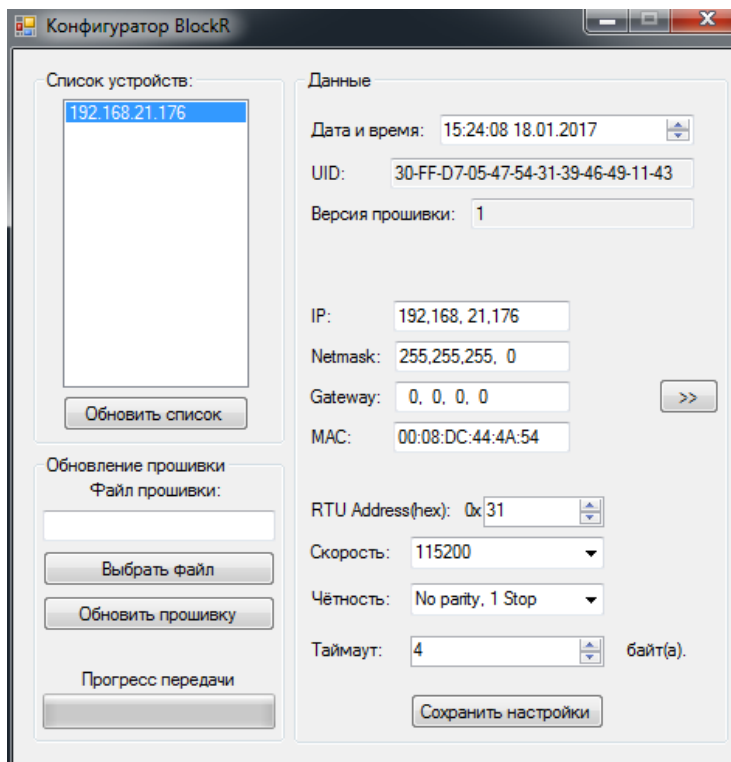 Конфигуратор BlockR
Список устройств:
192.168.21.176
Обновить список
Обновление прошивки
Файл прошивки:
Выбрать файл
Обновить прошивку
Прогресс передачи
Данные
Дата и время: 15:24:08 18.01.2017
UID: 30-FF-D7-05-47-54-31-39-46-49-11-43
Версия прошивки: 1
IP: 192,168, 21,176
Netmask: 255,255,255, 0
Gateway: 0, 0, 0, 0
>>
MAC: 00:08:DC:44:4A:54
RTU Address(hex): 0x 31
Скорость: 115200
Чётность: No parity, 1 Stop
Таймаут: 4 байт(а).
Сохранить настройки